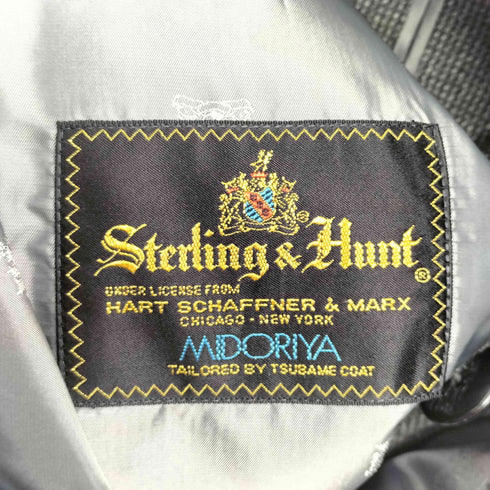 Sterling & Hunt®
UNDER LICENSE FROM
HART SCHAFFNER & MARX
CHICAGO - NEW YORK
MIDORIYA
TAILORED BY TSUBAME COAT